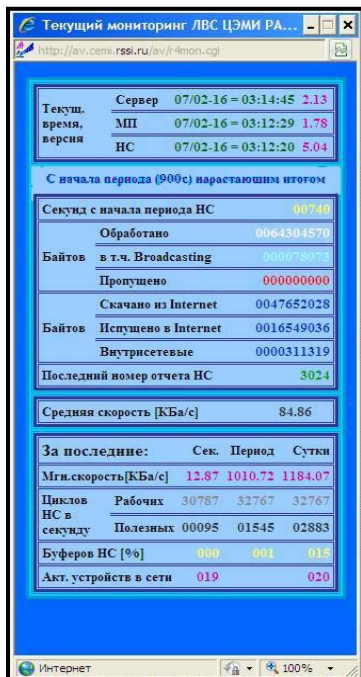 Текущий мониторинг ЛВС ЦЭМИ РА...
http://av.cemi.rssi.ru/av/r4mon.cgi
Текущ. время, версия
Сервер 07/02-16 = 03:14:45 2.13
МП 07/02-16 = 03:12:29 1.78
НС 07/02-16 = 03:12:20 5.04
С начала периода (900с) нарастающим итогом
Секунд с начала периода НС 00740
Байтов
Обработано 0064304570
в т.ч. Broadcasting 000078073
Пропущено 000000000
Байтов
Скачано из Internet 0047652028
Испущено в Internet 0016549036
Внутрисетевые 0000311319
Последний номер отчета НС 3024
Средняя скорость [КБа/с] 84.86
За последние: Сек. Период Сутки
Мгн.скорость[КБа/с] 12.87 1010.72 1184.07
Циклов НС в секунду
Рабочих 30787 32767 32767
Полезных 00095 01545 02883
Буферов НС [%] 000 001 015
Акт. устройств в сети 019 020
Интернет 100%